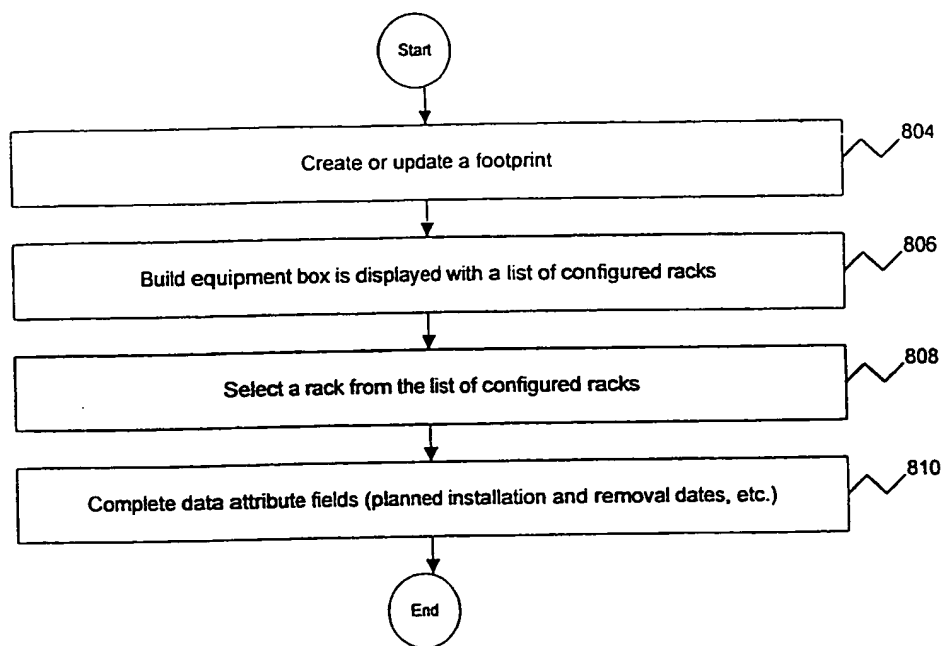 Start
Create or update a footprint
804
Build equipment box is displayed with a list of configured racks
806
Select a rack from the list of configured racks
808
Complete data attribute fields (planned installation and removal dates, etc.)
810
End